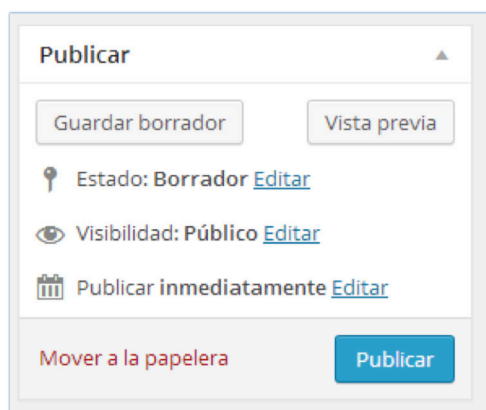 Publicar
Guardar borrador Vista previa
Estado: Borrador Editar
Visibilidad: Público Editar
Publicar inmediatamente Editar
Mover a la papelera Publicar